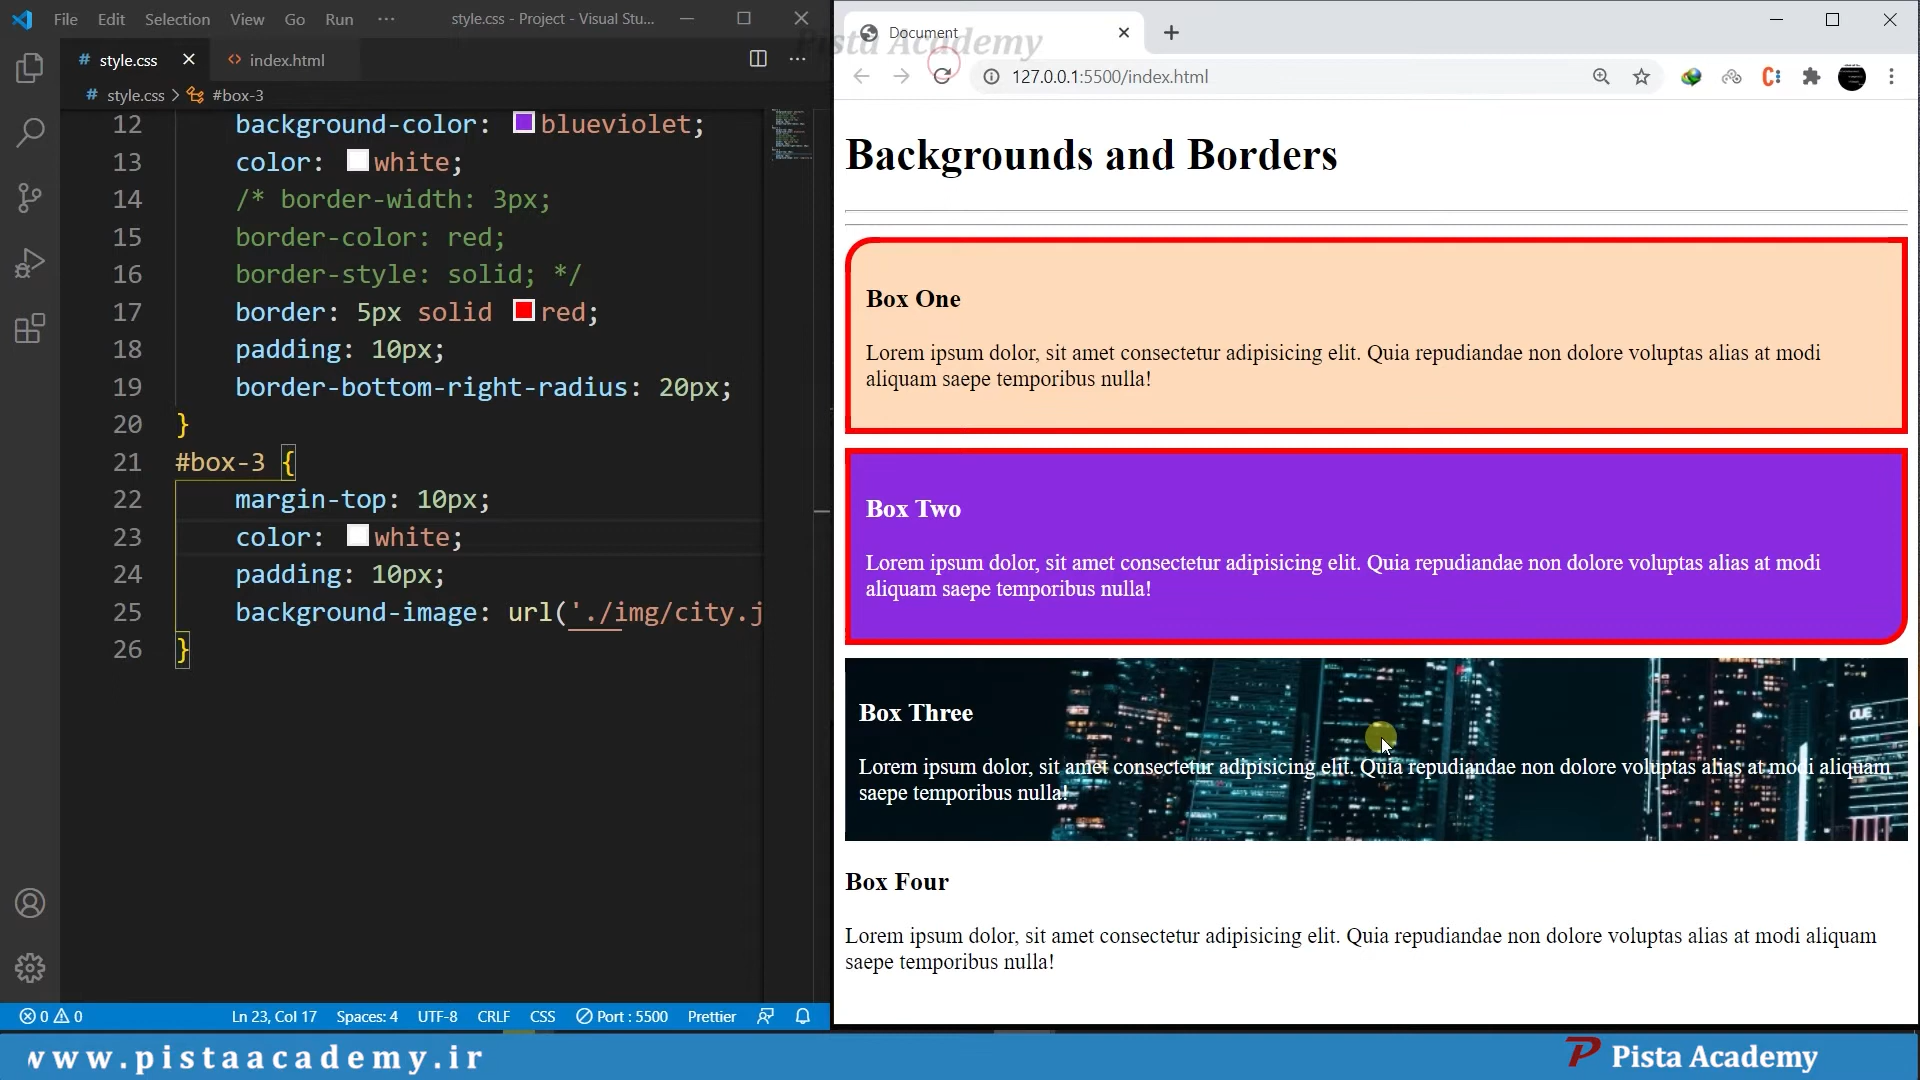 File Edit Selection View Go Run ··· style.css - Project - Visual Stu...
# style.css index.html
# style.css > #box-3
12 background-color: blueviolet;
13 color: white;
14 /* border-width: 3px;
15 border-color: red;
16 border-style: solid; */
17 border: 5px solid red;
18 padding: 10px;
19 border-bottom-right-radius: 20px;
20 }
21 #box-3 {
22 margin-top: 10px;
23 color: white;
24 padding: 10px;
25 background-image: url('./img/city.j
26 }
0 0 Ln 23, Col 17 Spaces: 4 UTF-8 CRLF CSS Port : 5500 Prettier
Pista Academy
Document
127.0.0.1:5500/index.html
Backgrounds and Borders
Box One
Lorem ipsum dolor, sit amet consectetur adipisicing elit. Quia repudiandae non dolore voluptas alias at modi
aliquam saepe temporibus nulla!
Box Two
Lorem ipsum dolor, sit amet consectetur adipisicing elit. Quia repudiandae non dolore voluptas alias at modi
aliquam saepe temporibus nulla!
Box Three
Lorem ipsum dolor, sit amet consectetur adipisicing elit. Quia repudiandae non dolore voluptas alias at modi aliquam
saepe temporibus nulla!
Box Four
Lorem ipsum dolor, sit amet consectetur adipisicing elit. Quia repudiandae non dolore voluptas alias at modi aliquam
saepe temporibus nulla!
www.pistaacademy.ir
Pista Academy